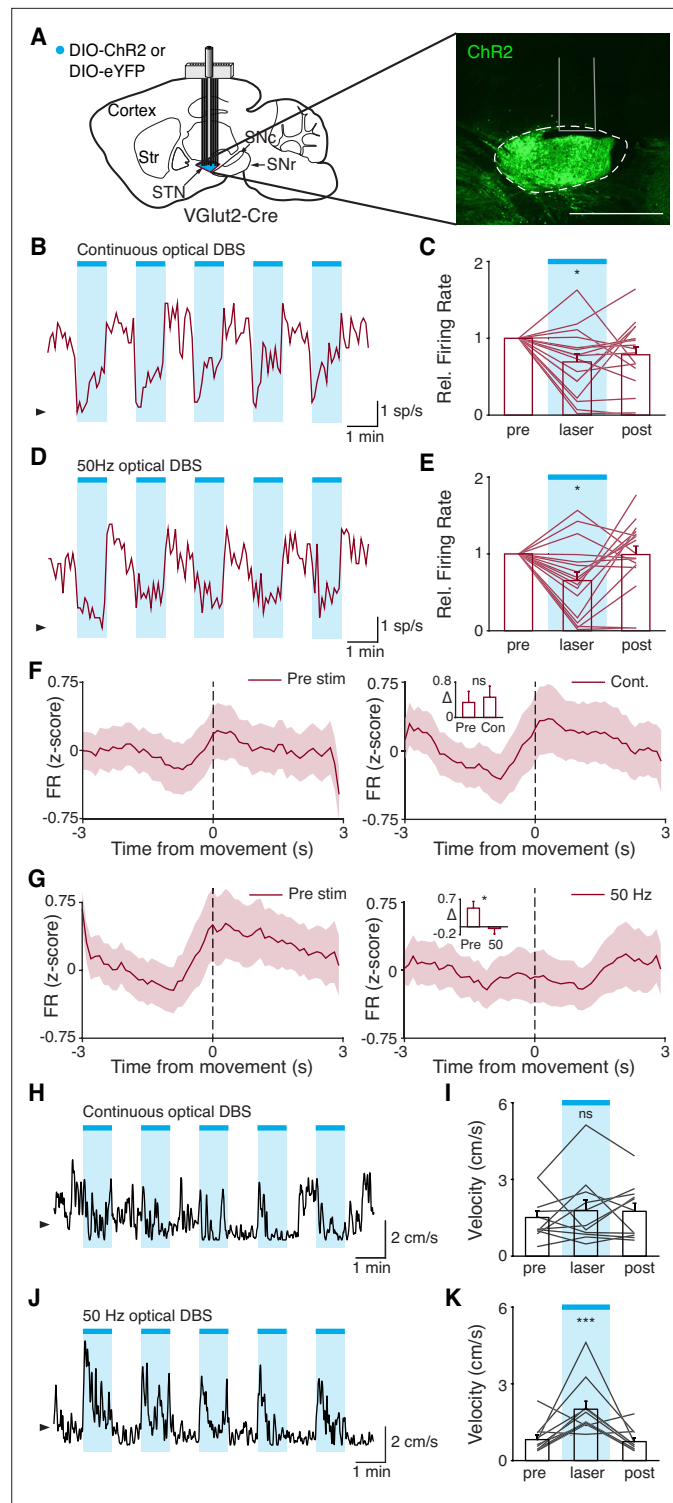 A
DIO-ChR2 or
DIO-eYFP
Cortex
Str
STN
SNc
SNr
VGlut2-Cre
ChR2
B
Continuous optical DBS
1 sp/s
1 min
C
Rel. Firing Rate
2
1
0
*
pre laser post
D
50Hz optical DBS
1 sp/s
1 min
E
Rel. Firing Rate
2
1
0
*
pre laser post
F
FR (z-score)
0.75
0
-0.75
-3 0 3
Time from movement (s)
Pre stim
FR (z-score)
0.75
0
-0.75
-3 0 3
Time from movement (s)
Cont.
0.8
Δ
0
ns
Pre Con
G
FR (z-score)
0.75
0
-0.75
-3 0 3
Time from movement (s)
Pre stim
FR (z-score)
0.75
0
-0.75
-3 0 3
Time from movement (s)
50 Hz
0.7
Δ
-0.2
*
Pre 50
H
Continuous optical DBS
2 cm/s
1 min
I
Velocity (cm/s)
6
3
0
ns
pre laser post
J
50 Hz optical DBS
2 cm/s
1 min
K
Velocity (cm/s)
6
3
0
***
pre laser post